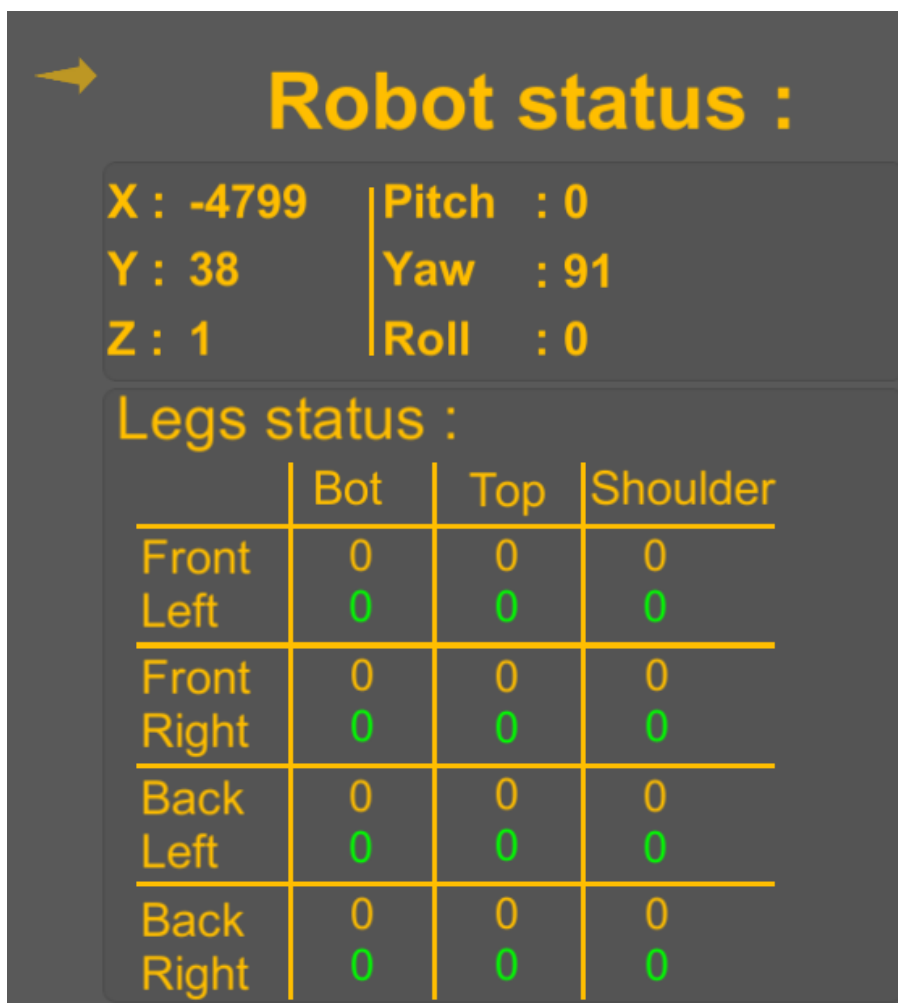 Robot status :
X : -4799 Pitch : 0
Y : 38 Yaw : 91
Z : 1 Roll : 0
Legs status :
Bot Top Shoulder
Front 0 0 0
Left 0 0 0
Front 0 0 0
Right 0 0 0
Back 0 0 0
Left 0 0 0
Back 0 0 0
Right 0 0 0